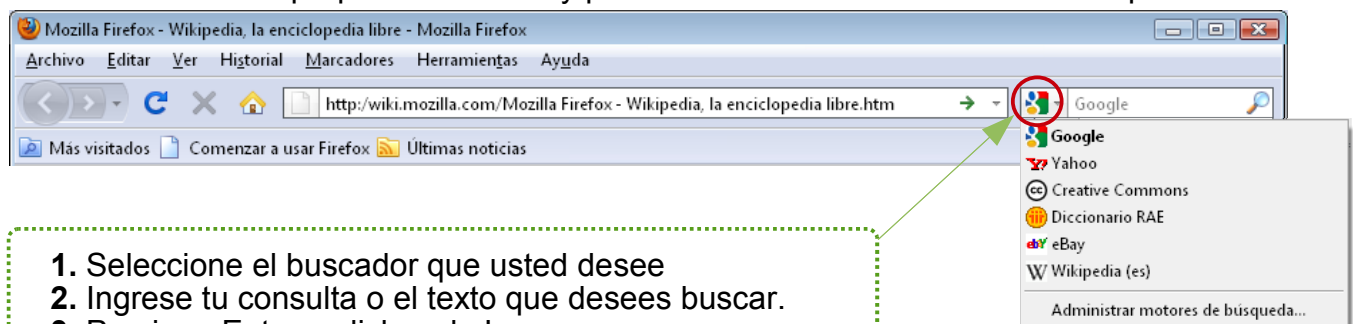 Mozilla Firefox - Wikipedia, la enciclopedia libre - Mozilla Firefox
Archivo Editar Ver Historial Marcadores Herramientas Ayuda
http:/wiki.mozilla.com/Mozilla Firefox - Wikipedia, la enciclopedia libre.htm Google
Más visitados Comenzar a usar Firefox Últimas noticias
Google
Yahoo
Creative Commons
Diccionario RAE
eBay
Wikipedia (es)
Administrar motores de búsqueda...
1. Seleccione el buscador que usted desee
2. Ingrese tu consulta o el texto que desees buscar.